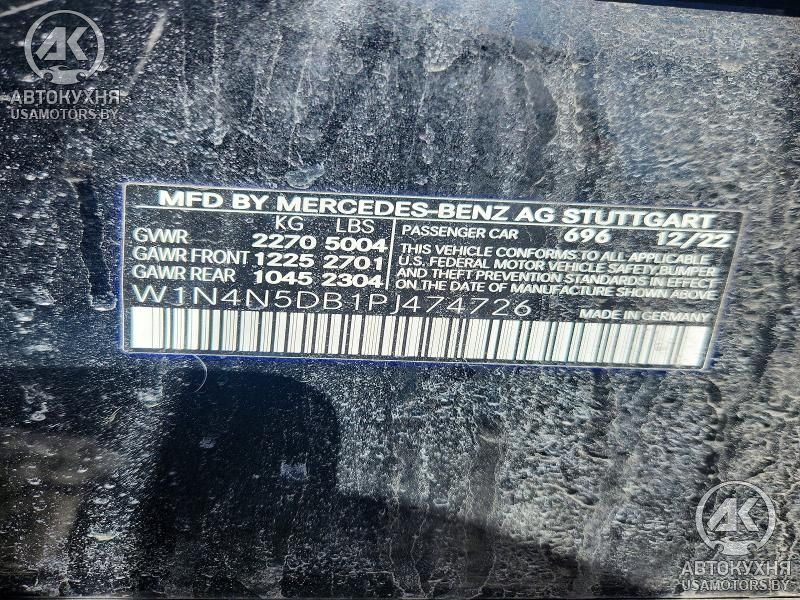 AK
АВТОКУХНЯ
USAMOTORS.BY
MFD BY MERCEDES-BENZ AG STUTTGART
KG LBS
GVWR 2270 5004
GAWR FRONT 1225 2701
GAWR REAR 1045 2304
PASSENGER CAR 696 12/22
THIS VEHICLE CONFORMS TO ALL APPLICABLE
U.S. FEDERAL MOTOR VEHICLE SAFETY, BUMPER
AND THEFT PREVENTION STANDARDS IN EFFECT
ON THE DATE OF MANUFACTURE SHOWN ABOVE
W1N4N5DB1PJ474726
MADE IN GERMANY
AK
АВТОКУХНЯ
USAMOTORS.BY